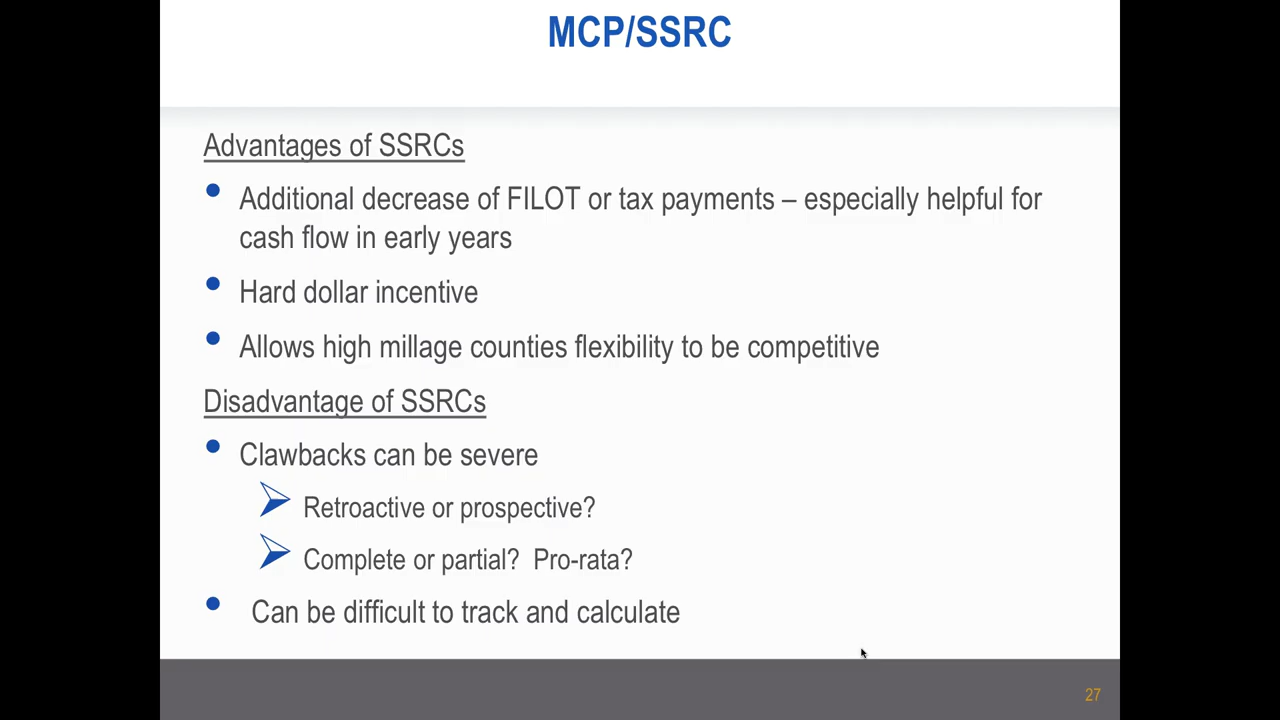 MCP/SSRC
Advantages of SSRCs
• Additional decrease of FILOT or tax payments – especially helpful for
cash flow in early years
• Hard dollar incentive
• Allows high millage counties flexibility to be competitive
Disadvantage of SSRCs
• Clawbacks can be severe
➢ Retroactive or prospective?
➢ Complete or partial?  Pro-rata?
• Can be difficult to track and calculate
27